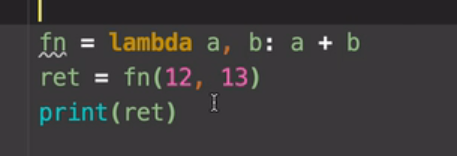 fn = lambda a, b: a + b
ret = fn(12, 13)
print(ret)